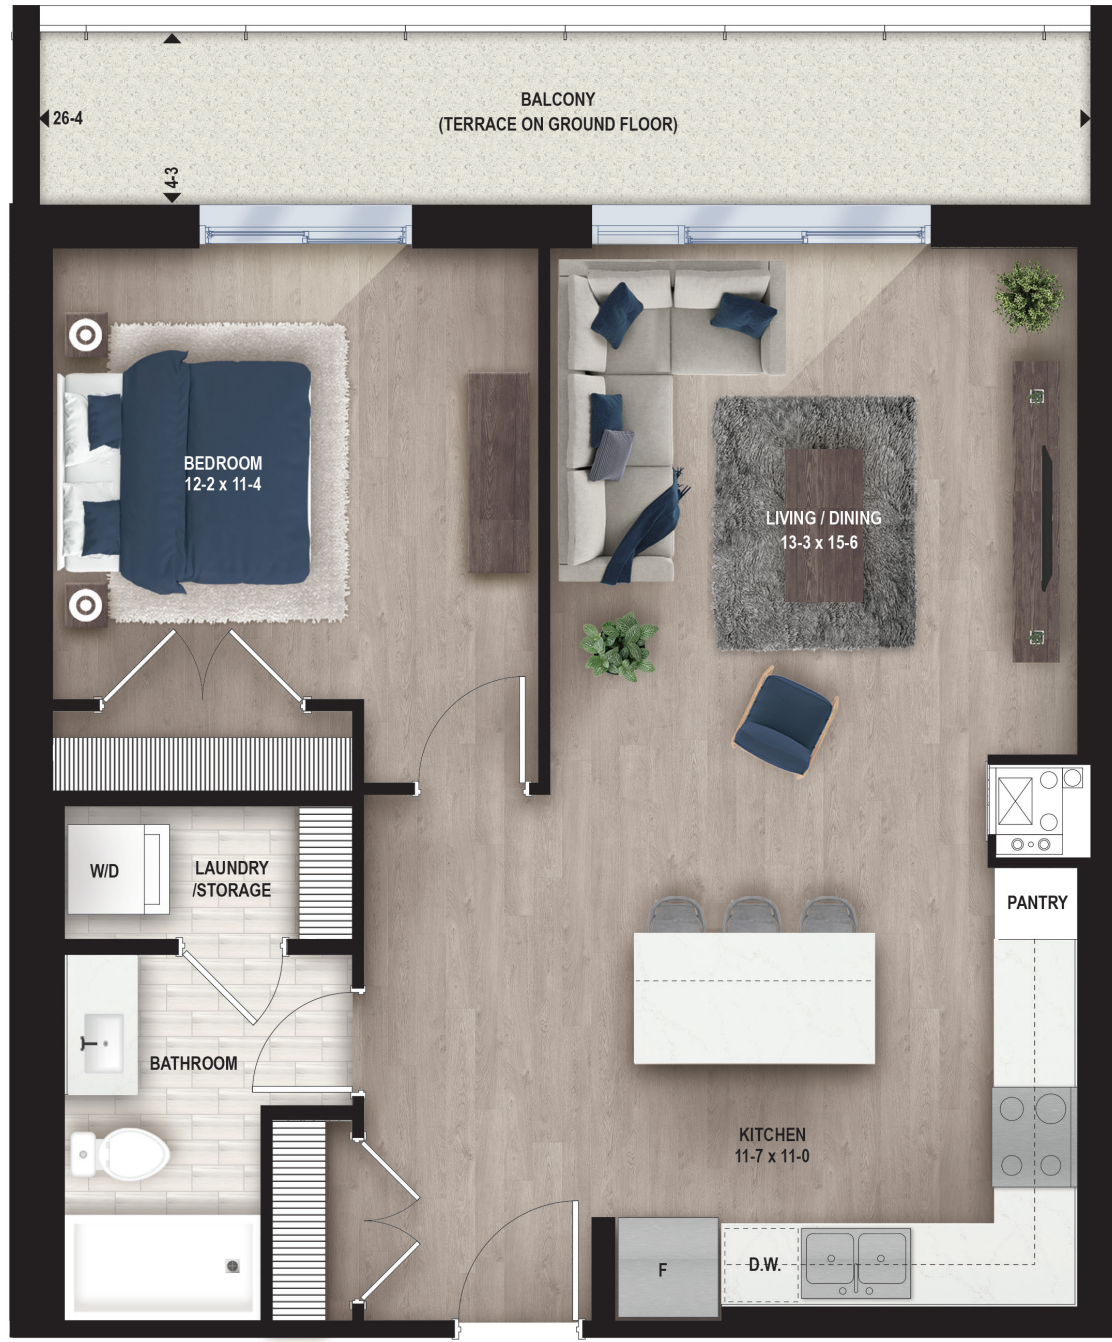 BALCONY
(TERRACE ON GROUND FLOOR)
26-4
4-3
BEDROOM
12-2 x 11-4
LIVING / DINING
13-3 x 15-6
W/D
LAUNDRY
/STORAGE
PANTRY
BATHROOM
KITCHEN
11-7 x 11-0
F
D.W.